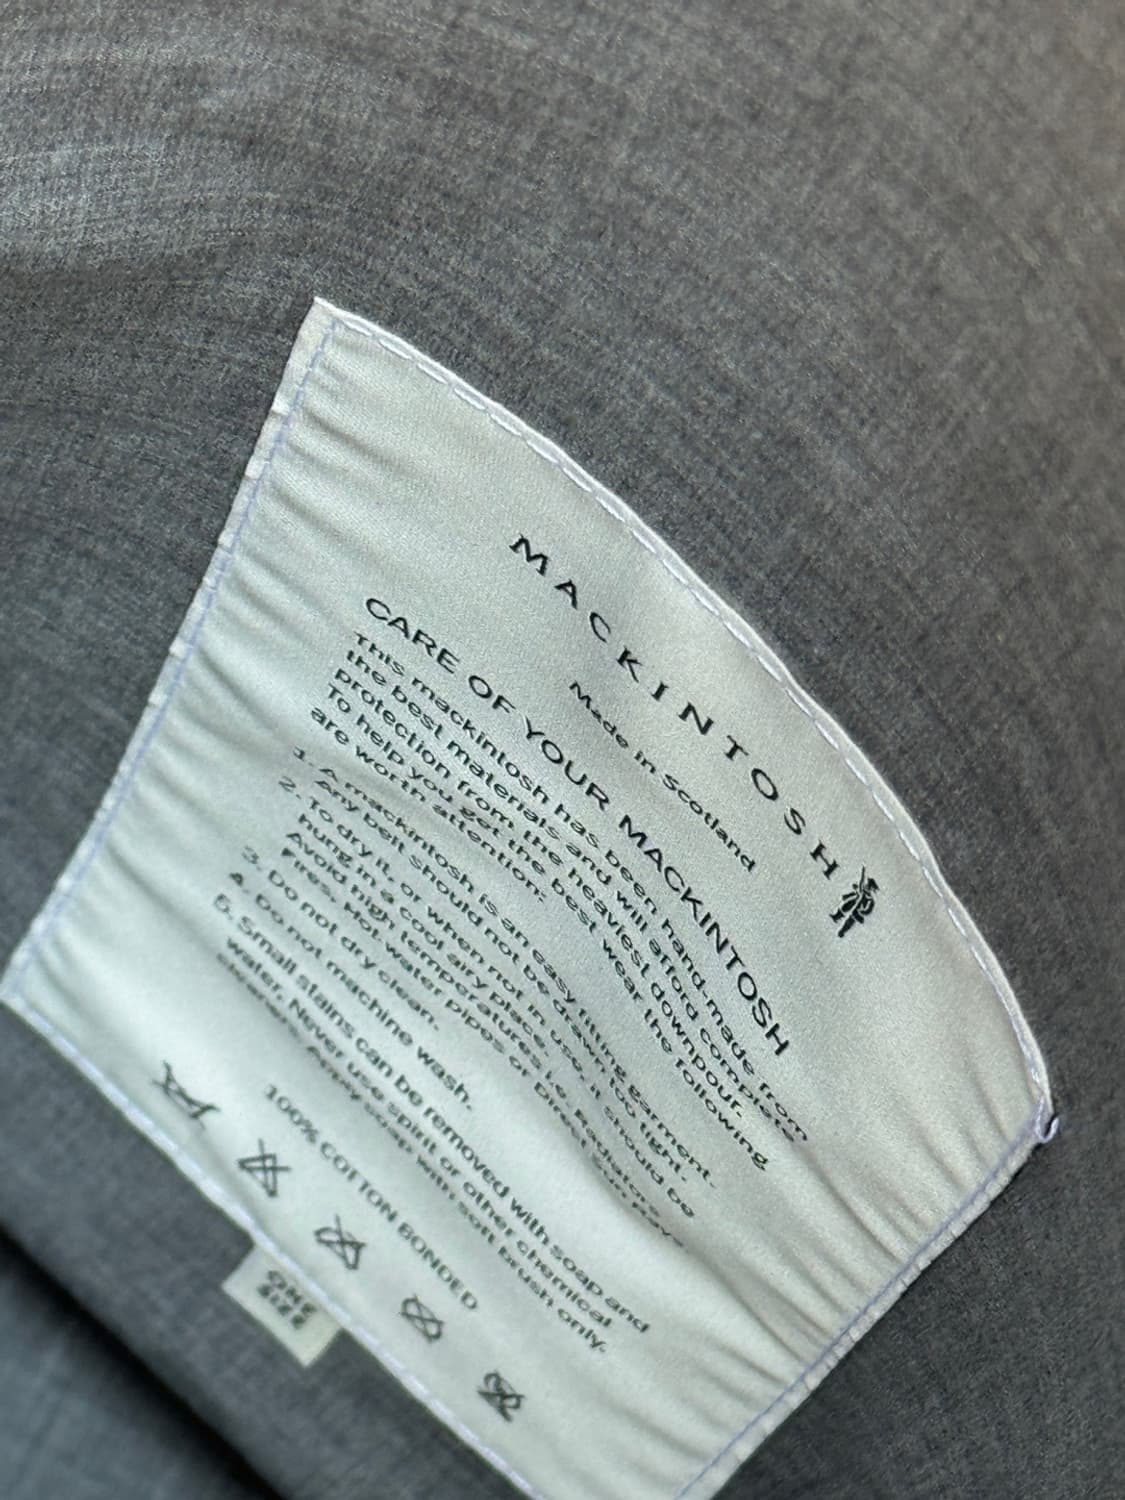 MACKINTOSH
Made in Scotland
CARE OF YOUR MACKINTOSH
This mackintosh has been hand-made from
the best materials and will afford complete
protection from the heaviest downpour.
To help you get the best wear the following
are worth attention:
1. A mackintosh is an easy fitting garment.
Any belt should not be drawn too tight.
2. To dry it, or when not in use, it should be
hung in a cool airy place.
Avoid high temperatures, i.e. Radiators
Fires. Hot water pipes or Direct Sun rays
3. Do not dry clean.
4. Do not machine wash.
5. Small stains can be removed with soap and
water. Never use spirit or other chemical
cleaners. Apply soap with soft brush only.
100% COTTON BONDED
ONE
SIZE